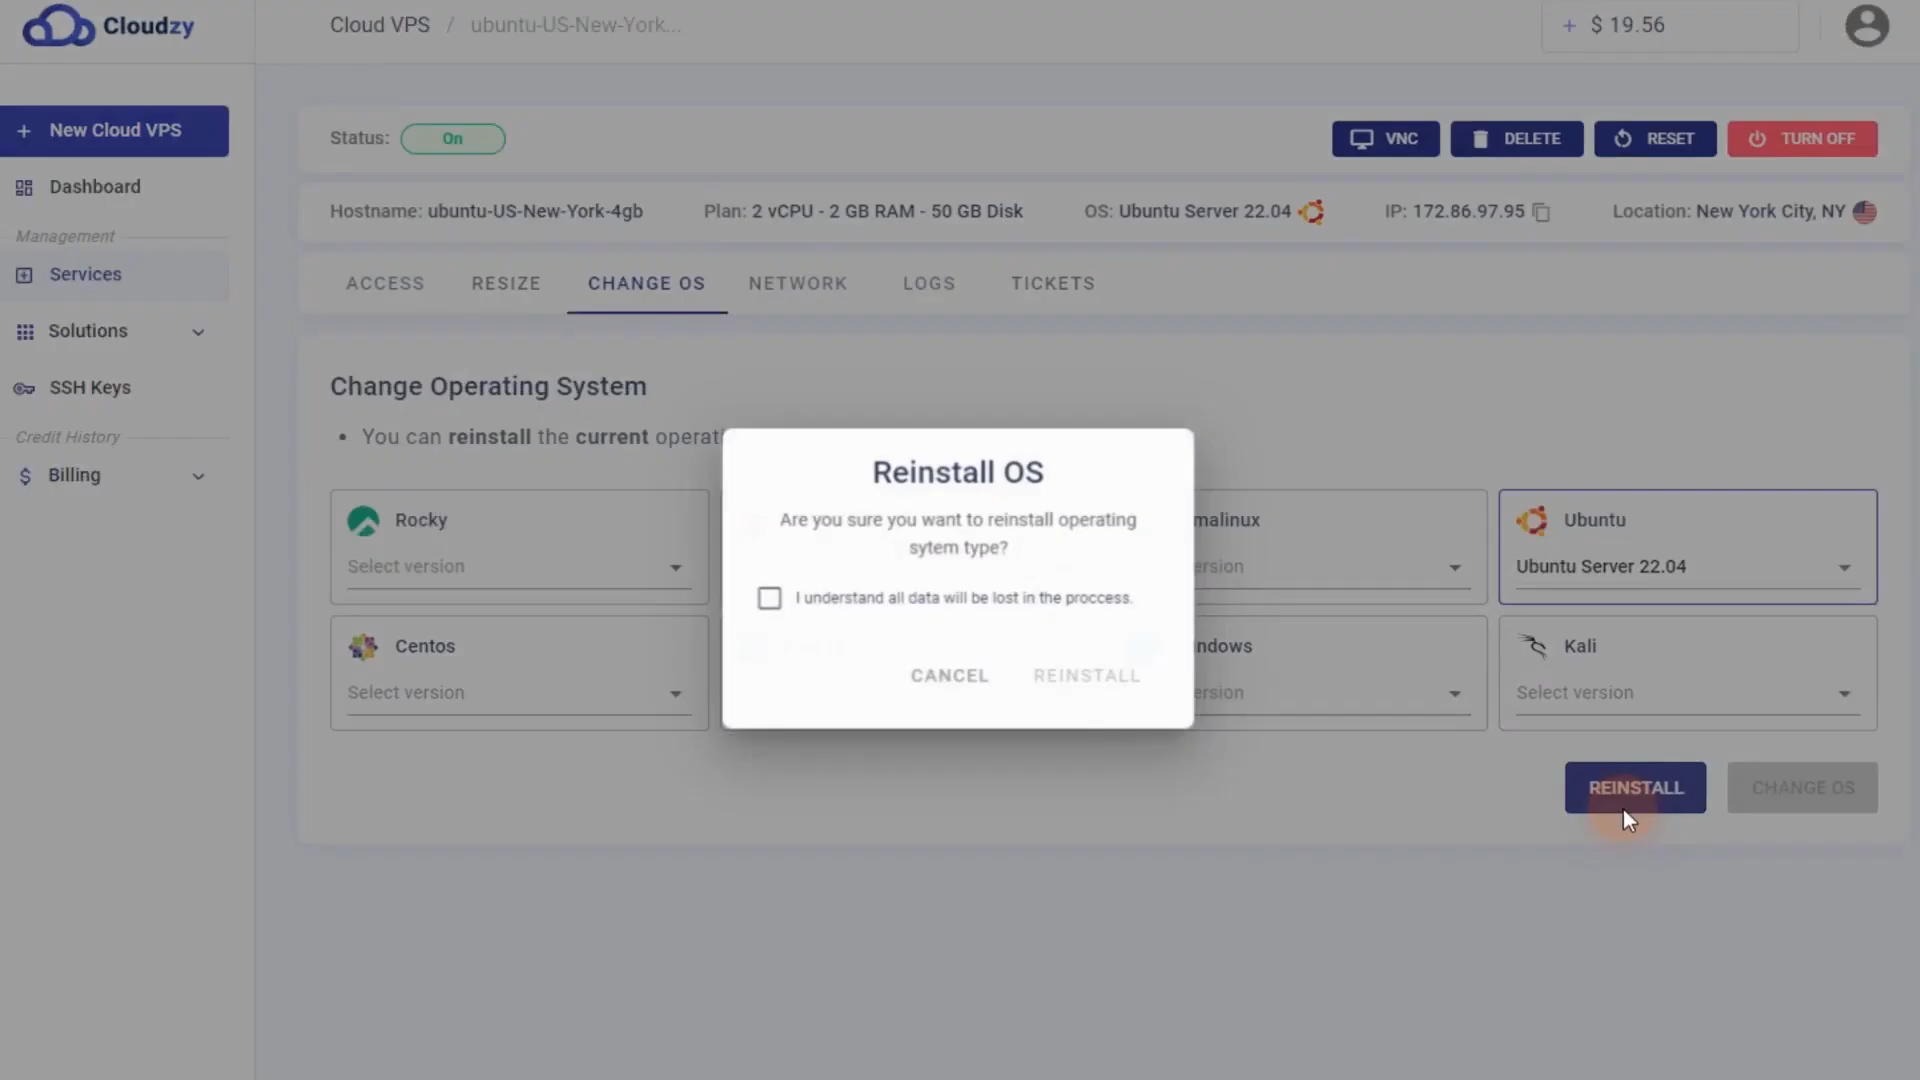 Cloudzy
Cloud VPS / ubuntu-US-New-York...
+ $ 19.56
+ New Cloud VPS
Dashboard
Management
Services
Solutions
SSH Keys
Credit History
Billing
Status: On
VNC
DELETE
RESET
TURN OFF
Hostname: ubuntu-US-New-York-4gb
Plan: 2 vCPU - 2 GB RAM - 50 GB Disk
OS: Ubuntu Server 22.04
IP: 172.86.97.95
Location: New York City, NY
ACCESS
RESIZE
CHANGE OS
NETWORK
LOGS
TICKETS
Change Operating System
• You can reinstall the current operati
Rocky
Select version
malinux
ersion
Ubuntu
Ubuntu Server 22.04
Centos
Select version
ndows
ersion
Kali
Select version
Reinstall OS
Are you sure you want to reinstall operating
sytem type?
I understand all data will be lost in the proccess.
CANCEL
REINSTALL
REINSTALL
CHANGE OS